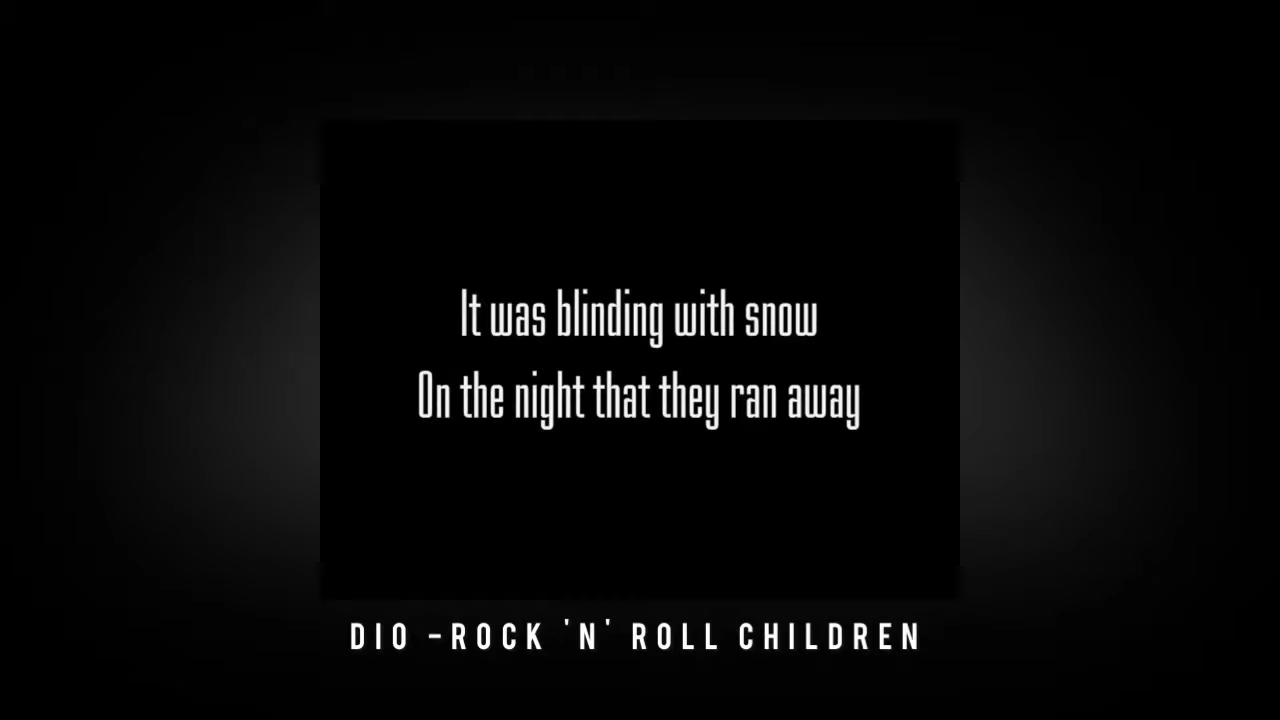 It was blinding with snow
On the night that they ran away
DIO -ROCK 'N' ROLL CHILDREN